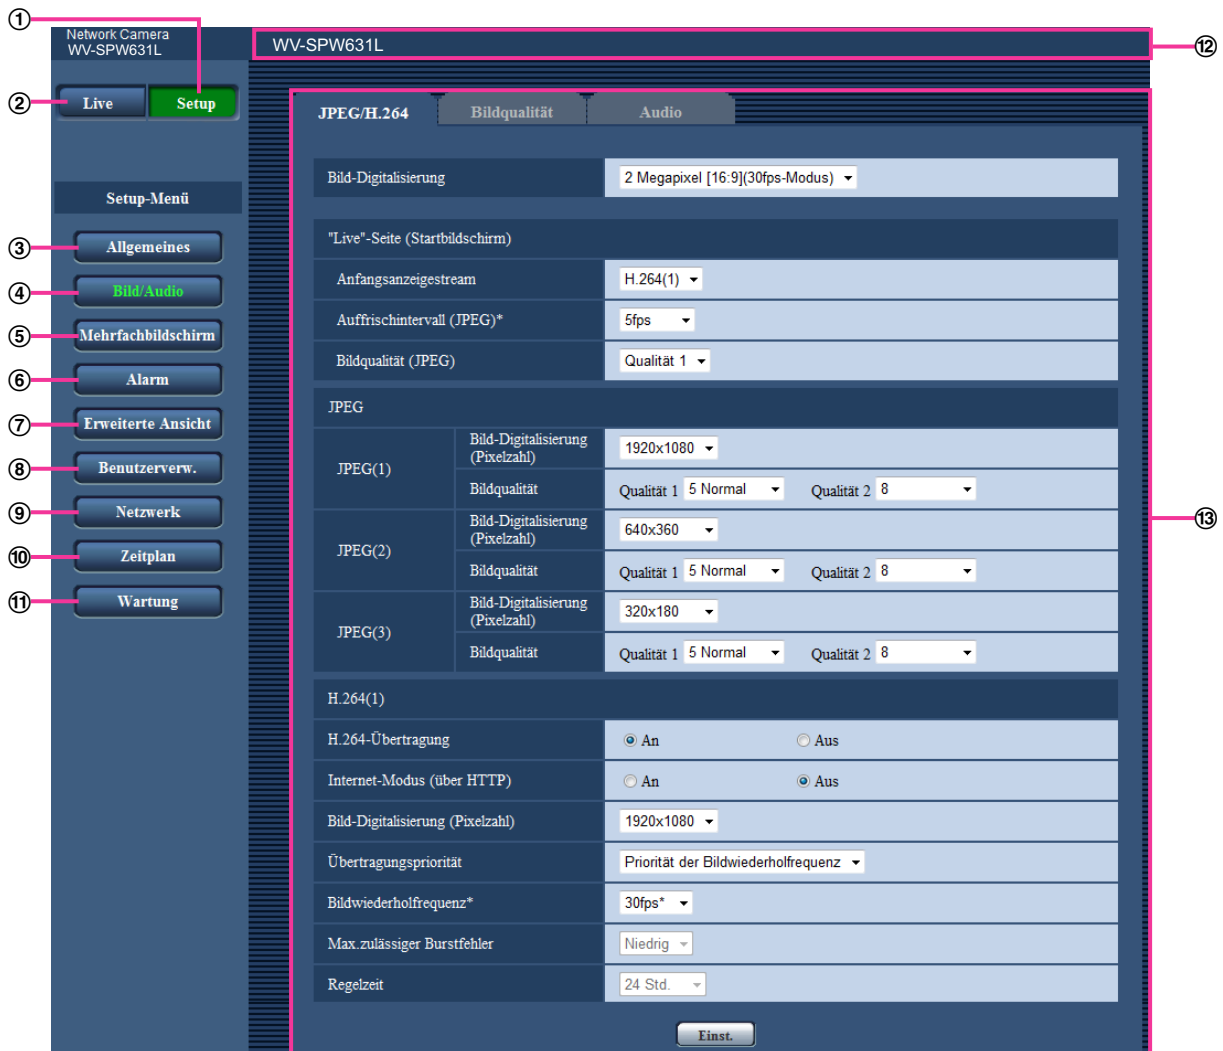 ①
Network Camera
WV-SPW631L
WV-SPW631L
⑫
②
Live
Setup
JPEG/H.264
Bildqualität
Audio
Bild-Digitalisierung
2 Megapixel [16:9](30fps-Modus)
Setup-Menü
"Live"-Seite (Startbildschirm)
③
Allgemeines
Anfangsanzeigestream
H.264(1)
④
Bild/Audio
Auffrischintervall (JPEG)*
5fps
⑤
Mehrfachbildschirm
Bildqualität (JPEG)
Qualität 1
⑥
Alarm
JPEG
⑦
Erweiterte Ansicht
JPEG(1)
Bild-Digitalisierung
(Pixelzahl)
1920x1080
⑧
Benutzerverw.
Bildqualität
Qualität 1 5 Normal
Qualität 2 8
⑨
Netzwerk
JPEG(2)
Bild-Digitalisierung
(Pixelzahl)
640x360
⑬
⑩
Zeitplan
Bildqualität
Qualität 1 5 Normal
Qualität 2 8
⑪
Wartung
JPEG(3)
Bild-Digitalisierung
(Pixelzahl)
320x180
Bildqualität
Qualität 1 5 Normal
Qualität 2 8
H.264(1)
H.264-Übertragung
An
Aus
Internet-Modus (über HTTP)
An
Aus
Bild-Digitalisierung (Pixelzahl)
1920x1080
Übertragungspriorität
Priorität der Bildwiederholfrequenz
Bildwiederholfrequenz*
30fps*
Max.zulässiger Burstfehler
Niedrig
Regelzeit
24 Std.
Einst.